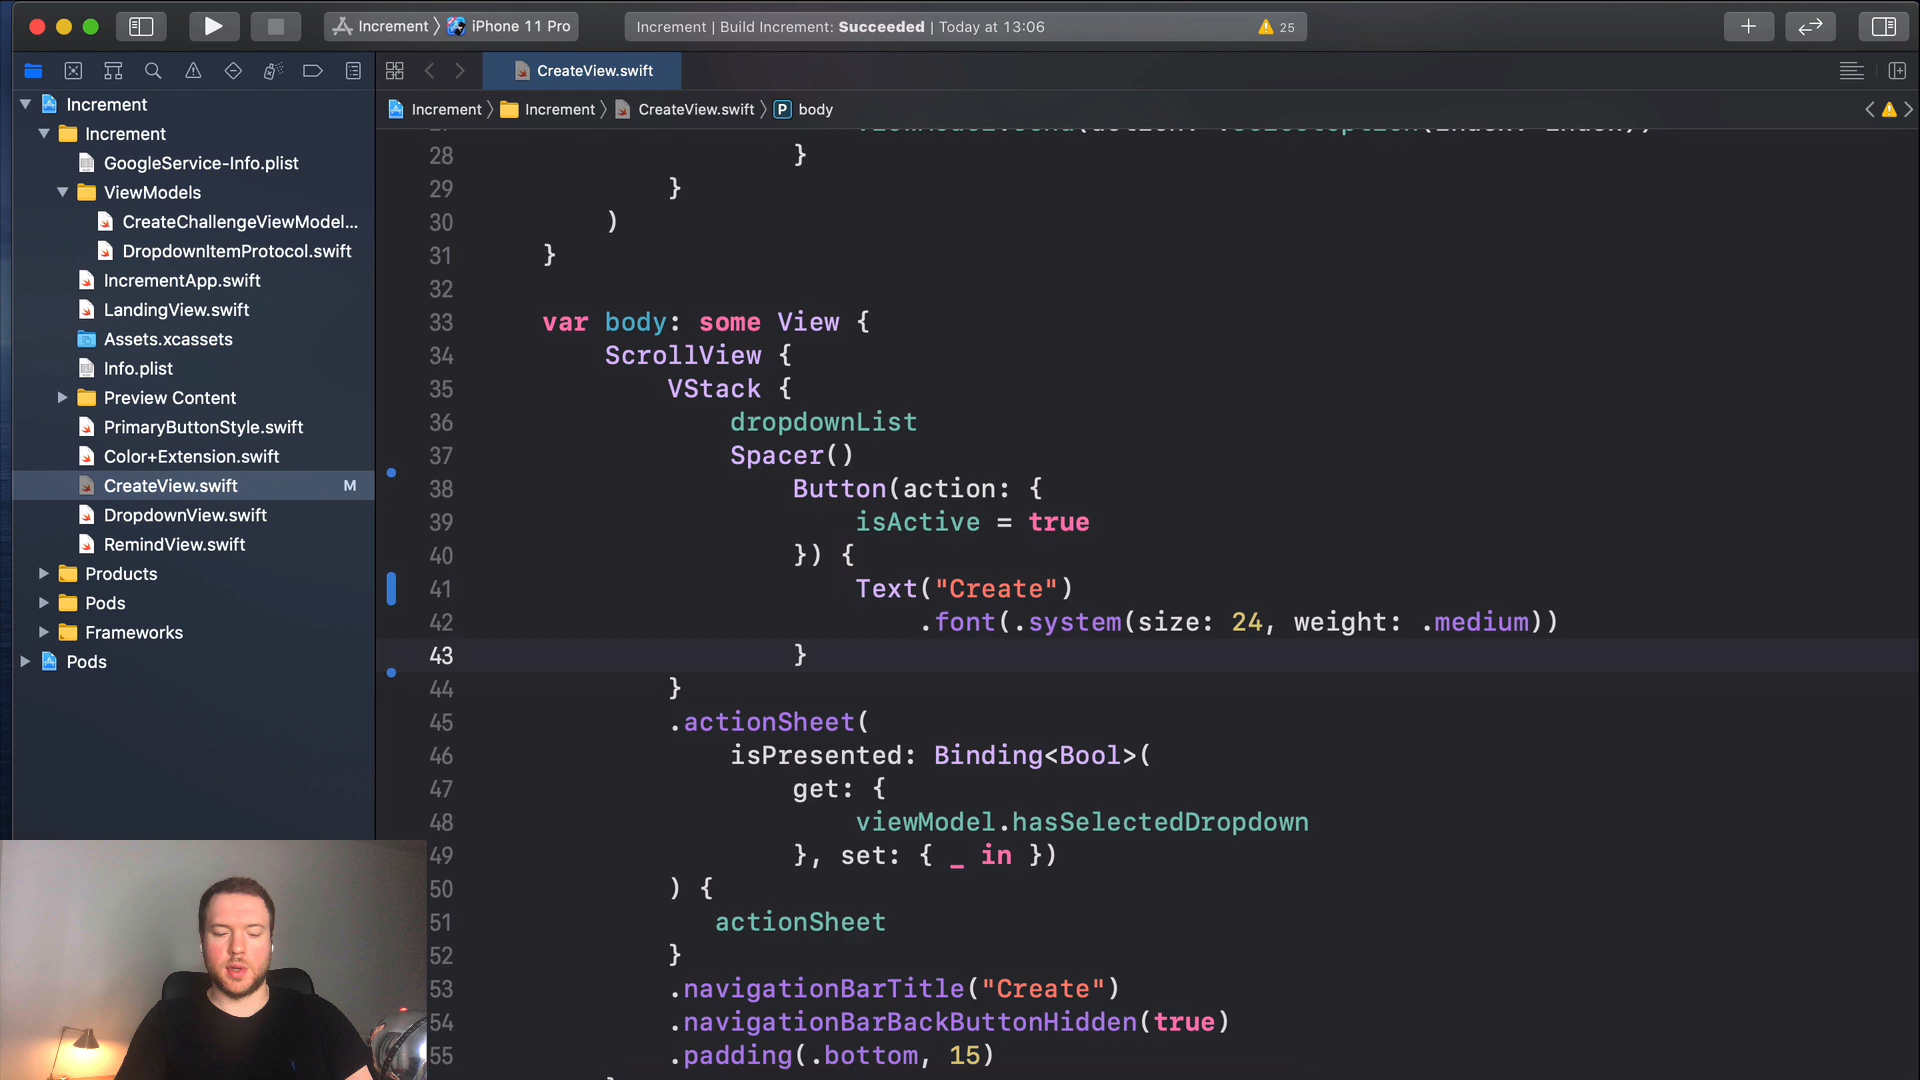 Increment 〉 iPhone 11 Pro
Increment | Build Increment: Succeeded | Today at 13:06
25
CreateView.swift
Increment 〉 Increment 〉 CreateView.swift 〉 P body
Increment
Increment
GoogleService-Info.plist
ViewModels
CreateChallengeViewModel...
DropdownItemProtocol.swift
IncrementApp.swift
LandingView.swift
Assets.xcassets
Info.plist
Preview Content
PrimaryButtonStyle.swift
Color+Extension.swift
CreateView.swift M
DropdownView.swift
RemindView.swift
Products
Pods
Frameworks
Pods
28 }
29 }
30 )
31 }
32
33 var body: some View {
34 ScrollView {
35 VStack {
36 dropdownList
37 Spacer()
38 Button(action: {
39 isActive = true
40 }) {
41 Text("Create")
42 .font(.system(size: 24, weight: .medium))
43 }
44 }
45 .actionSheet(
46 isPresented: Binding<Bool>(
47 get: {
48 viewModel.hasSelectedDropdown
49 }, set: { _ in })
50 ) {
51 actionSheet
52 }
53 .navigationBarTitle("Create")
54 .navigationBarBackButtonHidden(true)
55 .padding(.bottom, 15)